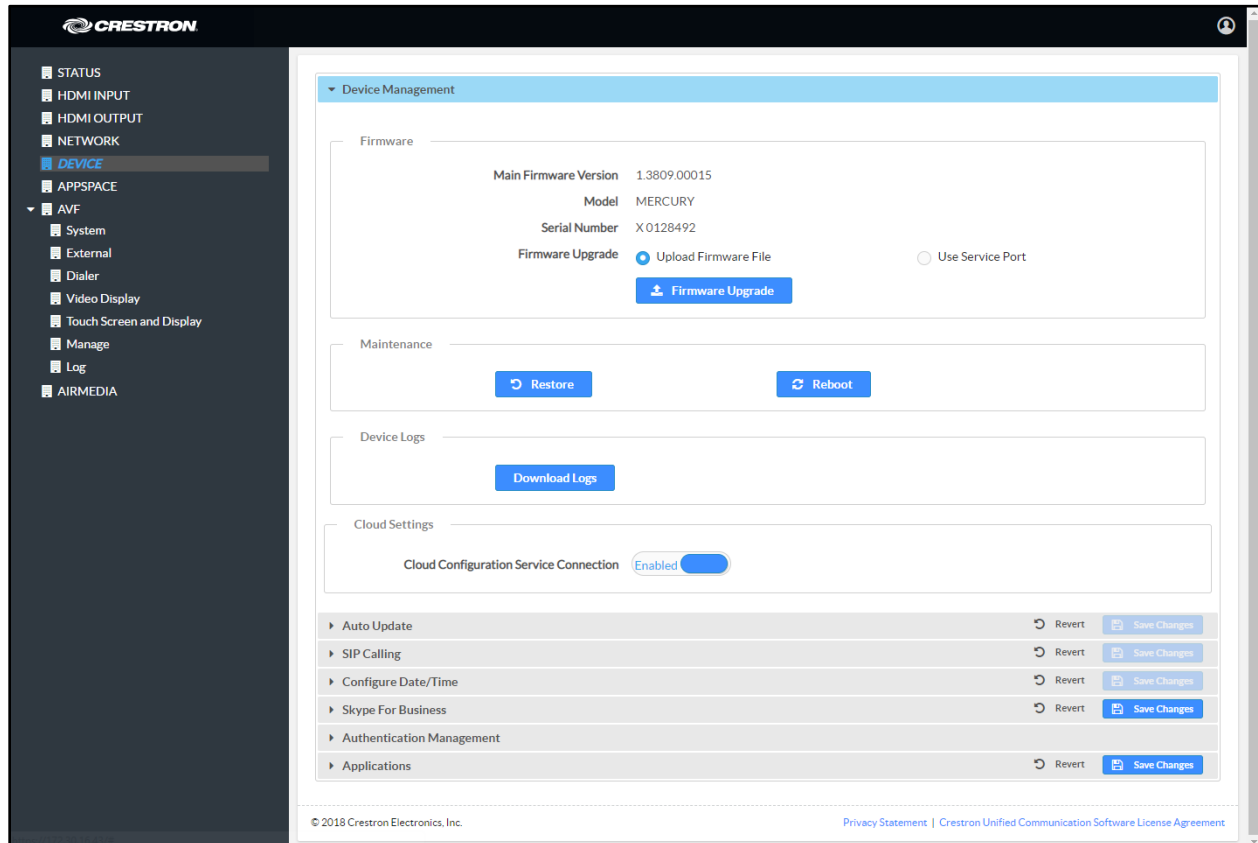 CRESTRON
STATUS
HDMI INPUT
HDMI OUTPUT
NETWORK
DEVICE
APPSPACE
AVF
System
External
Dialer
Video Display
Touch Screen and Display
Manage
Log
AIRMEDIA
Device Management
Firmware
Main Firmware Version 1.3809.00015
Model MERCURY
Serial Number X 0128492
Firmware Upgrade Upload Firmware File Use Service Port
Firmware Upgrade
Maintenance
Restore Reboot
Device Logs
Download Logs
Cloud Settings
Cloud Configuration Service Connection Enabled
Auto Update Revert Save Changes
SIP Calling Revert Save Changes
Configure Date/Time Revert Save Changes
Skype For Business Revert Save Changes
Authentication Management
Applications Revert Save Changes
© 2018 Crestron Electronics, Inc. Privacy Statement | Crestron Unified Communication Software License Agreement